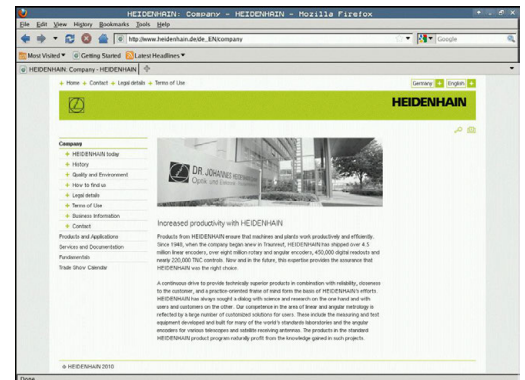 HEIDENHAIN: Company - HEIDENHAIN - Mozilla Firefox
File Edit View History Bookmarks Tools Help
http://www.heidenhain.de/de_EN/company
Google
Most Visited Getting Started Latest Headlines
HEIDENHAIN: Company - HEIDENHAIN
Home Contact Legal details Terms of Use
Germany English
HEIDENHAIN
Company
HEIDENHAIN today
History
Quality and Environment
How to find us
Legal details
Terms of Use
Business Information
Contact
Products and Applications
Services and Documentation
Fundamentals
Trade Show Calendar
DR. JOHANNES HEIDENHAIN
Optik und Elektronik
Increased productivity with HEIDENHAIN
Products from HEIDENHAIN ensure that machines and plants work productively and efficiently.
Since 1948, when the company began anew in Traunreut, HEIDENHAIN has shipped over 4.5
million linear encoders, over eight million rotary and angular encoders, 450,000 digital readouts and
nearly 220,000 TNC controls. Now and in the future, this expertise provides the assurance that
HEIDENHAIN was the right choice.
A continuous drive to provide technically superior products in combination with reliability, closeness
to the customer, and a practice-oriented frame of mind form the basis of HEIDENHAIN's efforts.
HEIDENHAIN has always sought a dialog with science and research on the one hand and with
users and customers on the other. Our competence in the area of linear and angular metrology is
reflected by a large number of customized solutions for users. These include the measuring and test
equipment developed and built for many of the world's standards laboratories and the angular
encoders for various telescopes and satellite receiving antennas. The products in the standard
HEIDENHAIN product program naturally profit from the knowledge gained in such projects.
© HEIDENHAIN 2010
Done